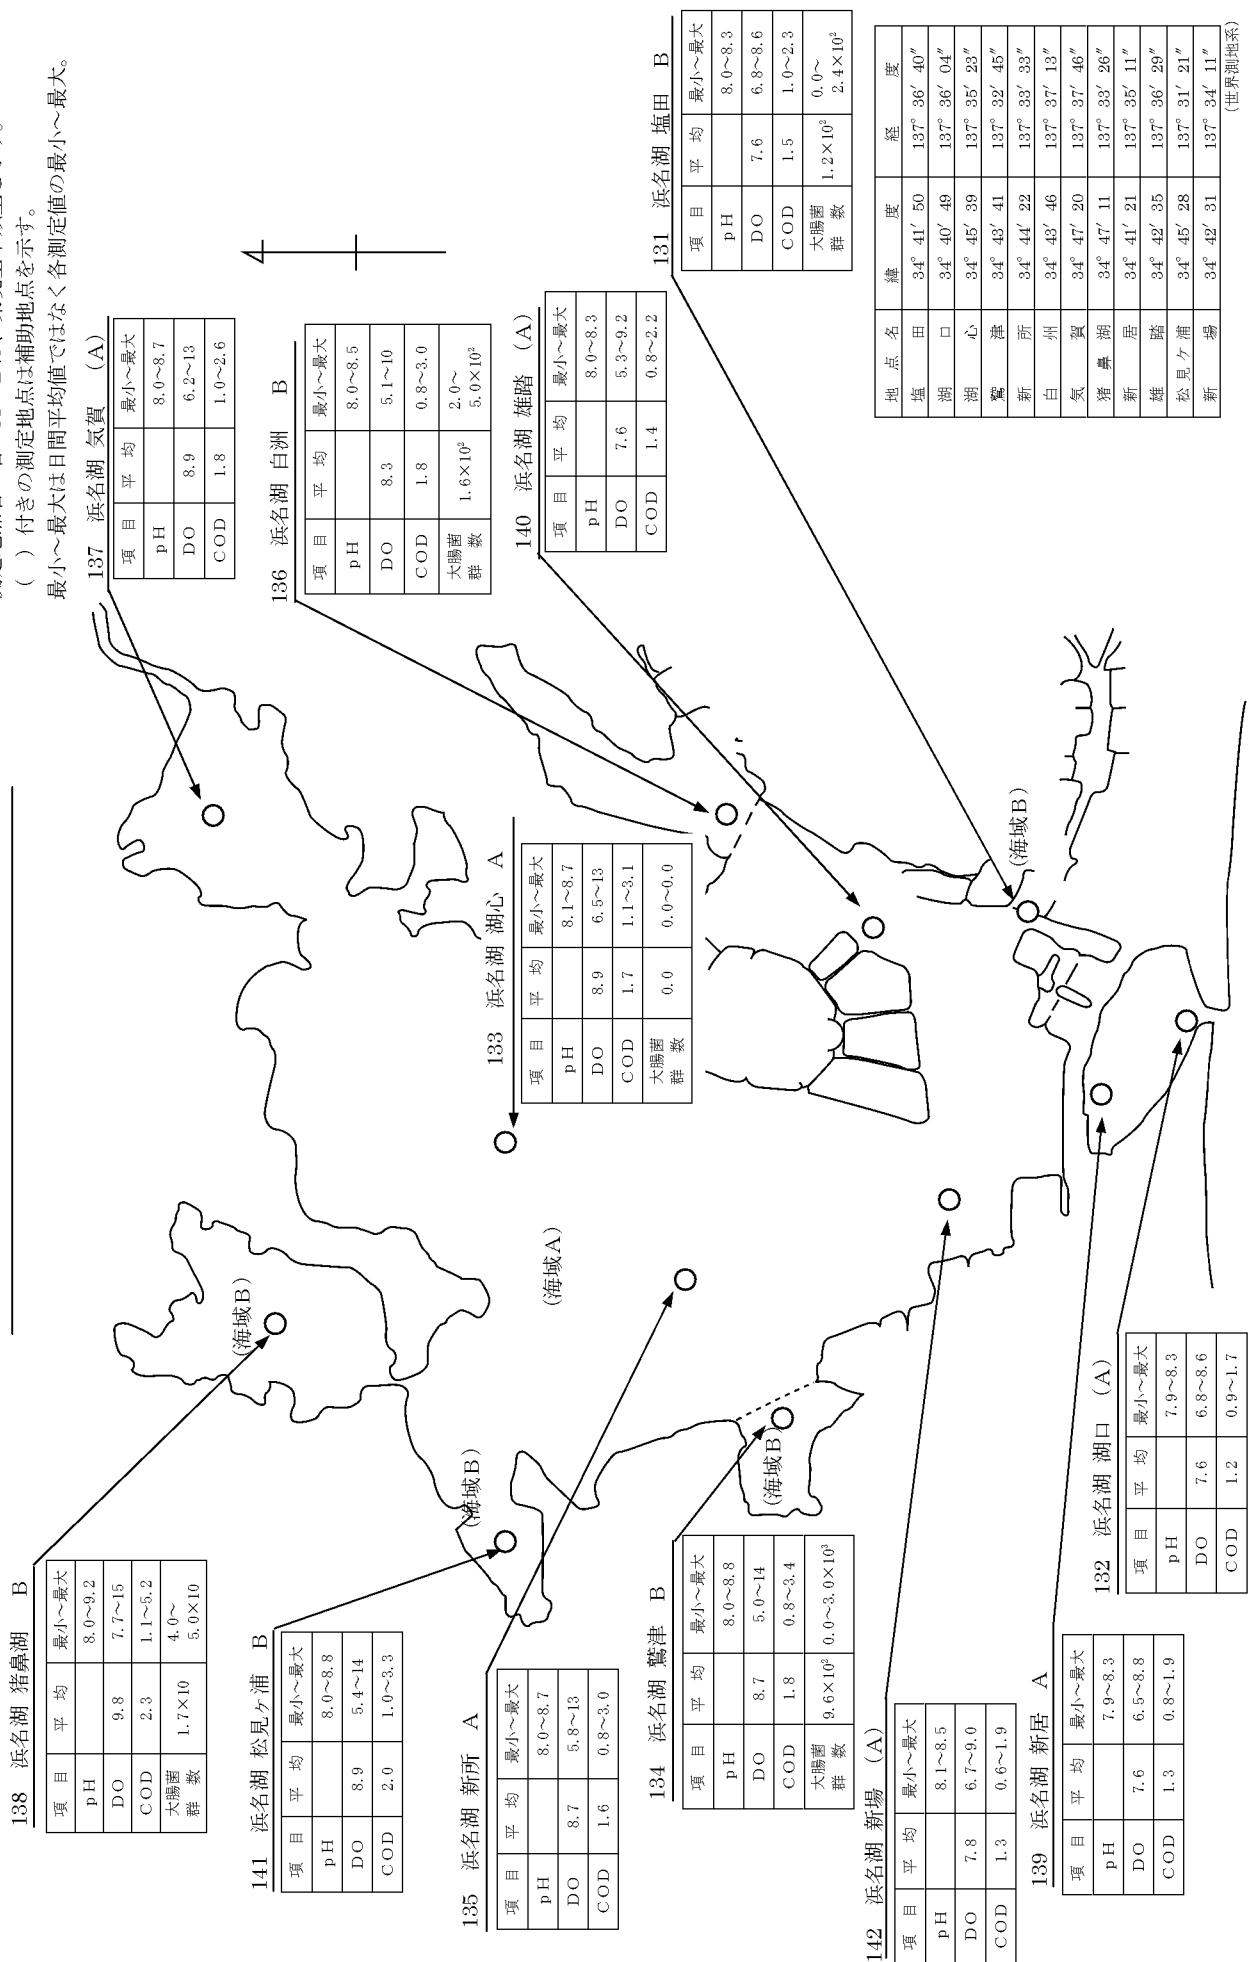 ( ) 付きの測定地点は補助地点を示す。
最小～最大は日間平均値ではなく各測定値の最小～最大。
138 浜名湖 猪鼻湖 B
項 目 平 均 最小～最大
pH 8.0~9.2
DO 9.8 7.7~15
COD 2.3 1.1~5.2
大腸菌群 数 1.7×10 4.0~5.0×10
141 浜名湖 松見ヶ浦 B
項 目 平 均 最小～最大
pH 8.0~8.8
DO 8.9 5.4~14
COD 2.0 1.0~3.3
135 浜名湖 新所 A
項 目 平 均 最小～最大
pH 8.0~8.7
DO 8.7 5.8~13
COD 1.6 0.8~3.0
134 浜名湖 鷲津 B
項 目 平 均 最小～最大
pH 8.0~8.8
DO 8.7 5.0~14
COD 1.8 0.8~3.4
大腸菌群 数 9.6×10² 0.0~3.0×10³
142 浜名湖 新場 (A)
項 目 平 均 最小～最大
pH 8.1~8.5
DO 7.8 6.7~9.0
COD 1.3 0.6~1.9
139 浜名湖 新居 A
項 目 平 均 最小～最大
pH 7.9~8.3
DO 7.6 6.5~8.8
COD 1.3 0.8~1.9
132 浜名湖 湖口 (A)
項 目 平 均 最小～最大
pH 7.9~8.3
DO 7.6 6.8~8.6
COD 1.2 0.9~1.7
133 浜名湖 湖心 A
項 目 平 均 最小～最大
pH 8.1~8.7
DO 8.9 6.5~13
COD 1.7 1.1~3.1
大腸菌群 数 0.0 0.0~0.0
137 浜名湖 気賀 (A)
項 目 平 均 最小～最大
pH 8.0~8.7
DO 8.9 6.2~13
COD 1.8 1.0~2.6
136 浜名湖 白洲 B
項 目 平 均 最小～最大
pH 8.0~8.5
DO 8.3 5.1~10
COD 1.8 0.8~3.0
大腸菌群 数 1.6×10² 2.0~5.0×10²
140 浜名湖 雄踏 (A)
項 目 平 均 最小～最大
pH 8.0~8.3
DO 7.6 5.3~9.2
COD 1.4 0.8~2.2
131 浜名湖 塩田 B
項 目 平 均 最小～最大
pH 8.0~8.3
DO 7.6 6.8~8.6
COD 1.5 1.0~2.3
大腸菌群 数 1.2×10² 0.0~2.4×10²
(海域B)
(海域B)
(海域A)
(海域B)
(海域B)
地 点 名 緯 度 経 度
塩 田 34° 41′ 50 137° 36′ 40″
湖 口 34° 40′ 49 137° 36′ 04″
湖 心 34° 45′ 39 137° 35′ 23″
鷲 津 34° 43′ 41 137° 32′ 45″
新 所 34° 44′ 22 137° 33′ 33″
白 州 34° 43′ 46 137° 37′ 13″
気 賀 34° 47′ 20 137° 37′ 46″
猪 鼻 湖 34° 47′ 11 137° 33′ 26″
新 居 34° 41′ 21 137° 35′ 11″
雄 踏 34° 42′ 35 137° 36′ 29″
松見ケ浦 34° 45′ 28 137° 31′ 21″
新 場 34° 42′ 31 137° 34′ 11″
(世界測地系)